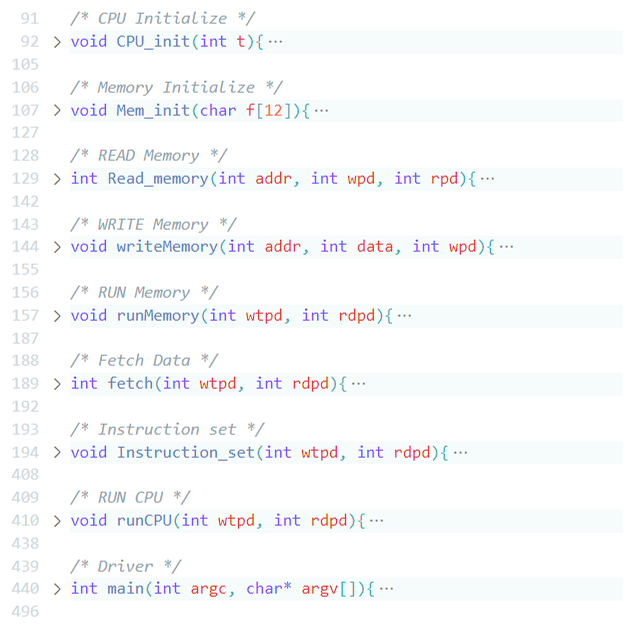 91 /* CPU Initialize */
92 > void CPU_init(int t){ ···
105
106 /* Memory Initialize */
107 > void Mem_init(char f[12]){ ···
127
128 /* READ Memory */
129 > int Read_memory(int addr, int wpd, int rpd){ ···
142
143 /* WRITE Memory */
144 > void writeMemory(int addr, int data, int wpd){ ···
155
156 /* RUN Memory */
157 > void runMemory(int wtpd, int rdpd){ ···
187
188 /* Fetch Data */
189 > int fetch(int wtpd, int rdpd){ ···
192
193 /* Instruction set */
194 > void Instruction_set(int wtpd, int rdpd){ ···
408
409 /* RUN CPU */
410 > void runCPU(int wtpd, int rdpd){ ···
438
439 /* Driver */
440 > int main(int argc, char* argv[]){ ···
496